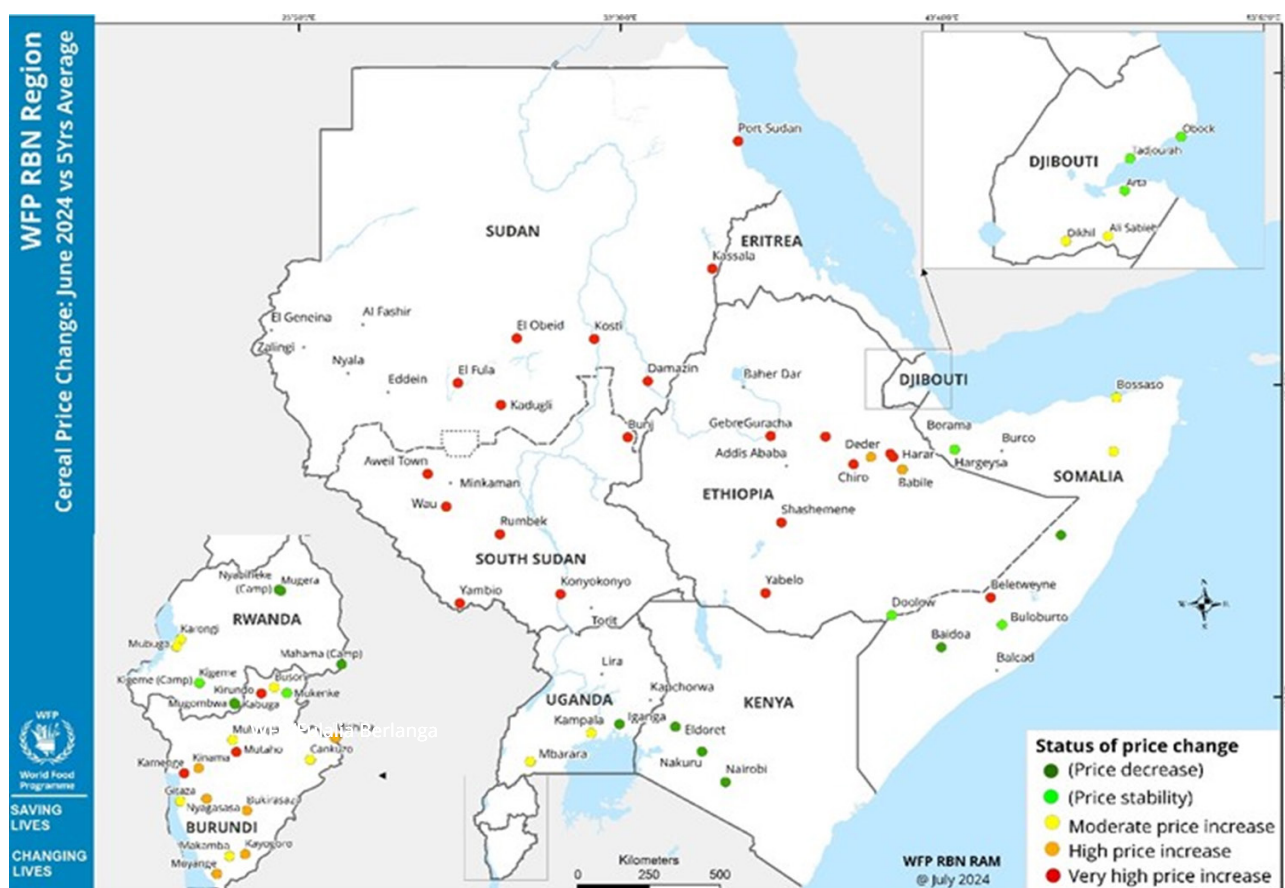 WFP RBN Region
Cereal Price Change: June 2024 vs 5Yrs Average
WFP
World Food
Programme
SAVING
LIVES
CHANGING
LIVES
Port Sudan
SUDAN
ERITREA
Kassala
El Geneina
Al Fashir
El Obeid
Kosti
Zalingi
Nyala
Eddein
El Fula
Kadugli
Damazin
Baher Dar
DJIBOUTI
Obock
Tadjourah
Arta
Dikhil
Ali Sabieh
DJIBOUTI
Bossaso
Bunj
GebreGuracha
Addis Ababa
Deder
Harar
Chiro
Babile
Borama
Burco
Hargeysa
SOMALIA
ETHIOPIA
Aweil Town
Minkaman
Wau
Rumbek
Shashemene
SOUTH SUDAN
Yambio
Konyokonyo
Torit
Yabelo
Doolow
Beletweyne
Buloburto
Baidoa
Balcad
Lira
Kapchorwa
UGANDA
KENYA
Kampala
Iganga
Eldoret
Mbarara
Nakuru
Nairobi
Mugera
(Camp)
RWANDA
Karongi
Mubuga
Mahama (Camp)
Kigeme
Kigeme (Camp)
Kirundo
Mukenke
Mugombwa
Kabuga
Berlanga
Mutaho
Cankuzo
Kamenge
Kinama
Gitaza
Nyagasasa
Bukirasazi
BURUNDI
Makamba
Kayogoro
Kilometers
0 250 500
WFP RBN RAM
@ July 2024
Status of price change
(Price decrease)
(Price stability)
Moderate price increase
High price increase
Very high price increase